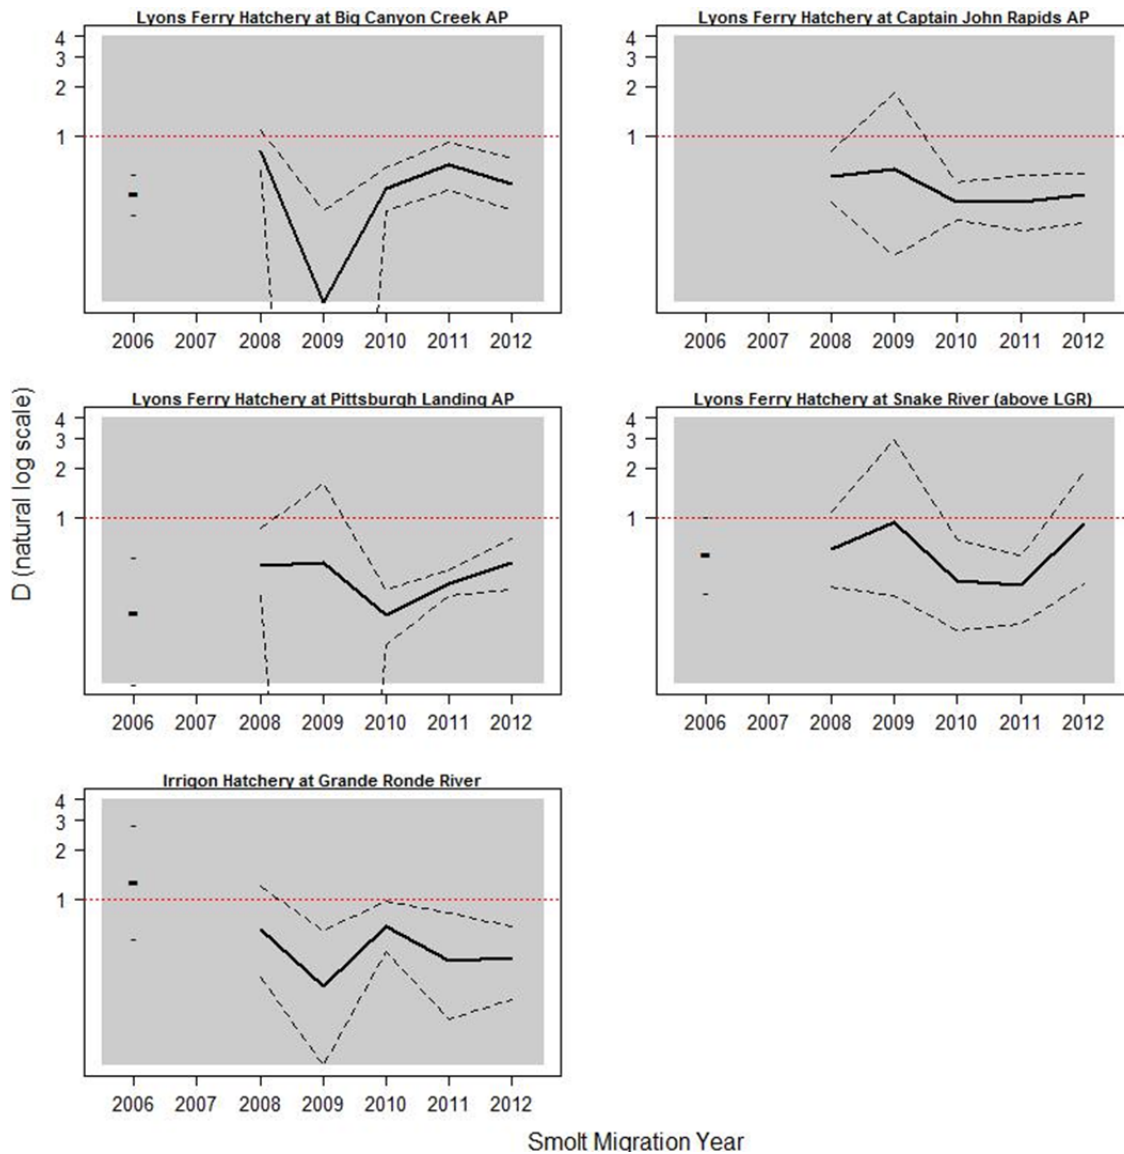 Lyons Ferry Hatchery at Big Canyon Creek AP
4
3
2
1
2006 2007 2008 2009 2010 2011 2012
Lyons Ferry Hatchery at Captain John Rapids AP
4
3
2
1
2006 2007 2008 2009 2010 2011 2012
Lyons Ferry Hatchery at Pittsburgh Landing AP
4
3
2
1
2006 2007 2008 2009 2010 2011 2012
Lyons Ferry Hatchery at Snake River (above LGR)
4
3
2
1
2006 2007 2008 2009 2010 2011 2012
Irrigon Hatchery at Grande Ronde River
4
3
2
1
2006 2007 2008 2009 2010 2011 2012
D (natural log scale)
Smolt Migration Year